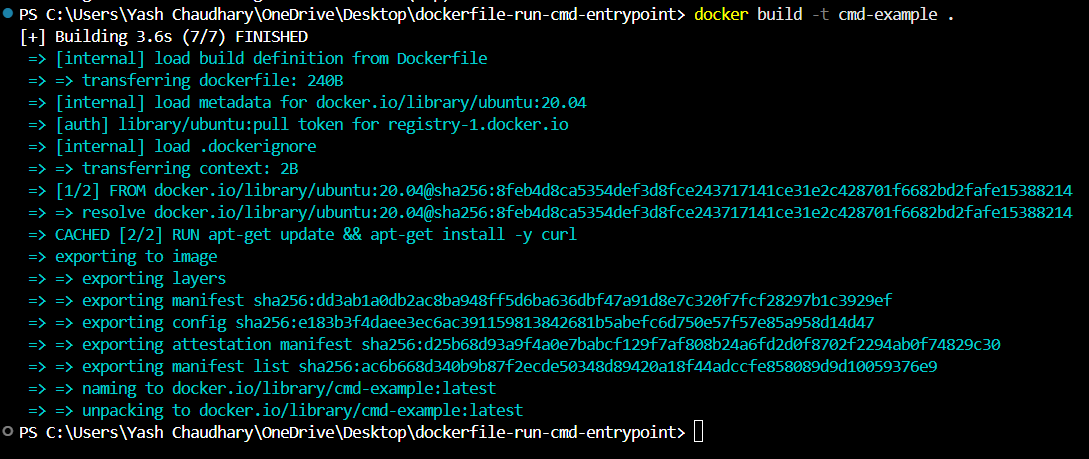 PS C:\Users\Yash Chaudhary\OneDrive\Desktop\dockerfile-run-cmd-entrypoint> docker build -t cmd-example .
[+] Building 3.6s (7/7) FINISHED
=> [internal] load build definition from Dockerfile
=> => transferring dockerfile: 240B
=> [internal] load metadata for docker.io/library/ubuntu:20.04
=> [auth] library/ubuntu:pull token for registry-1.docker.io
=> [internal] load .dockerignore
=> => transferring context: 2B
=> [1/2] FROM docker.io/library/ubuntu:20.04@sha256:8feb4d8ca5354def3d8fce243717141ce31e2c428701f6682bd2fafe15388214
=> => resolve docker.io/library/ubuntu:20.04@sha256:8feb4d8ca5354def3d8fce243717141ce31e2c428701f6682bd2fafe15388214
=> CACHED [2/2] RUN apt-get update && apt-get install -y curl
=> exporting to image
=> => exporting layers
=> => exporting manifest sha256:dd3ab1a0db2ac8ba948ff5d6ba636dbf47a91d8e7c320f7fcf28297b1c3929ef
=> => exporting config sha256:e183b3f4daee3ec6ac391159813842681b5abefc6d750e57f57e85a958d14d47
=> => exporting attestation manifest sha256:d25b68d93a9f4a0e7babcf129f7af808b24a6fd2d0f8702f2294ab0f74829c30
=> => exporting manifest list sha256:ac6b668d340b9b87f2ecde50348d89420a18f44adccfe858089d9d10059376e9
=> => naming to docker.io/library/cmd-example:latest
=> => unpacking to docker.io/library/cmd-example:latest
PS C:\Users\Yash Chaudhary\OneDrive\Desktop\dockerfile-run-cmd-entrypoint>